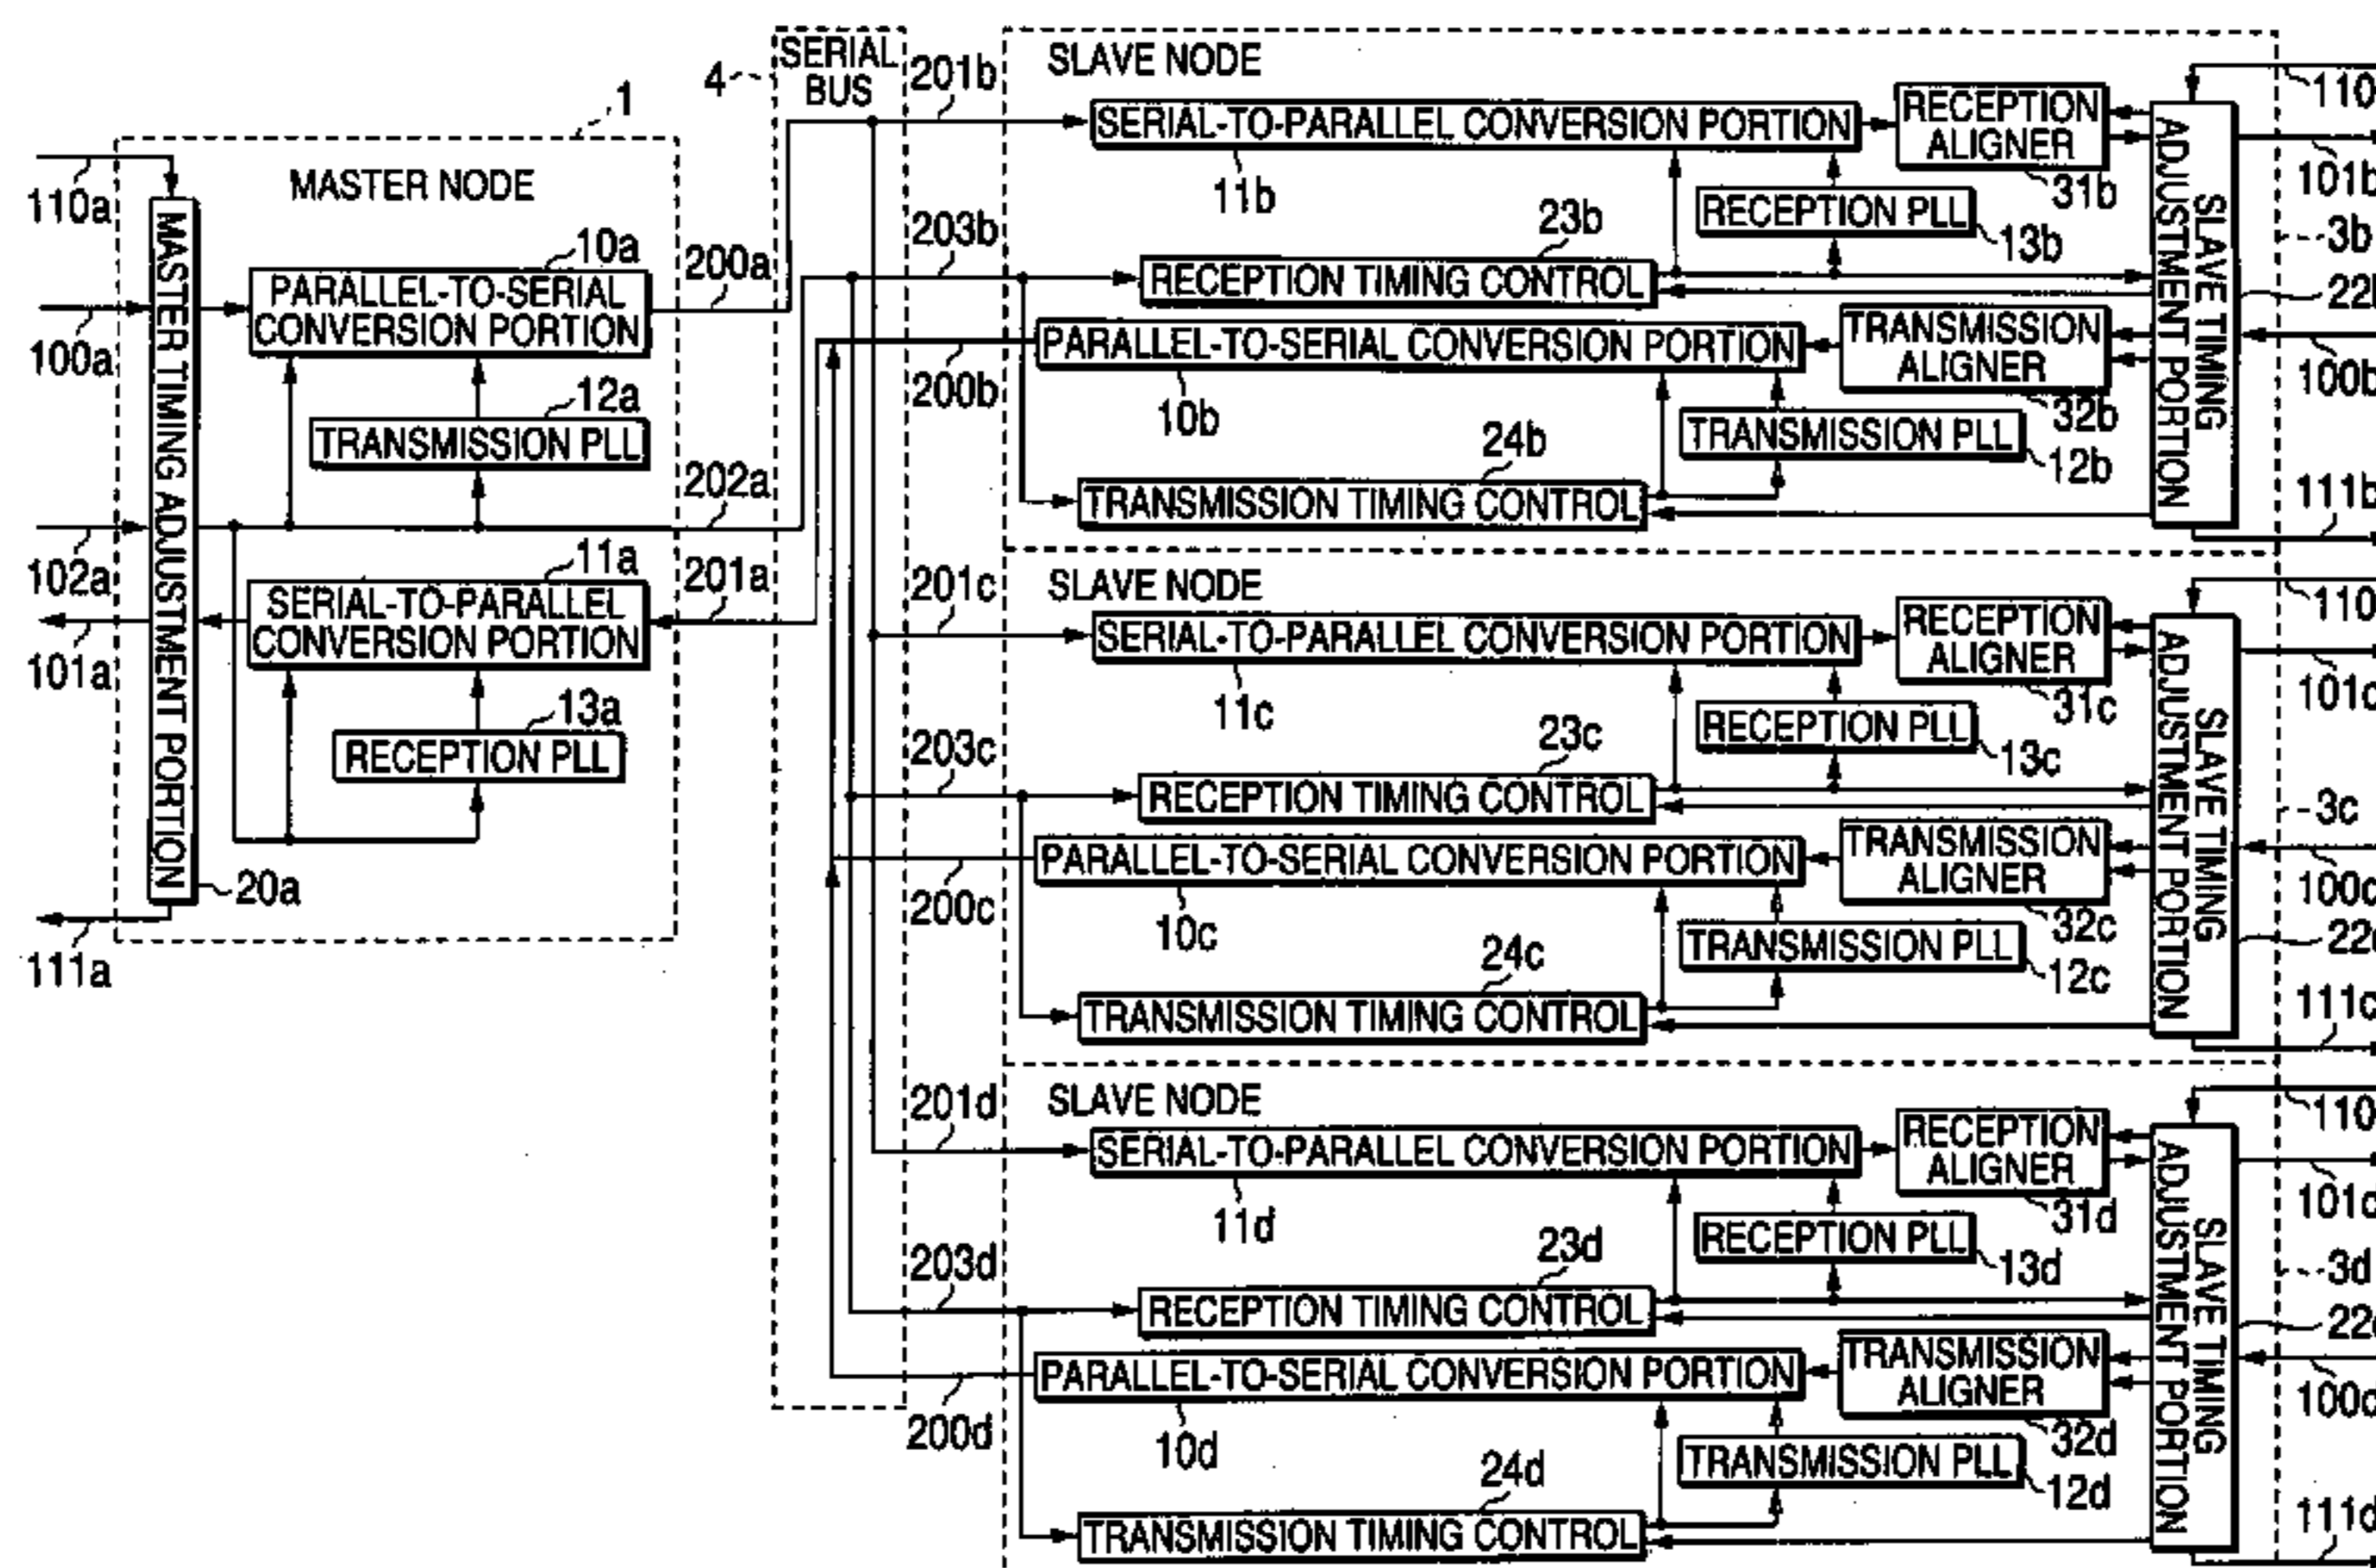 SERIAL
BUS
4
1
MASTER NODE
110a
100a
102a
101a
111a
MASTER TIMING ADJUSTMENT PORTION
20a
10a
PARALLEL-TO-SERIAL
CONVERSION PORTION
12a
TRANSMISSION PLL
11a
SERIAL-TO-PARALLEL
CONVERSION PORTION
13a
RECEPTION PLL
200a
202a
201a
201b
203b
200b
201c
203c
200c
201d
203d
200d
SLAVE NODE
SERIAL-TO-PARALLEL CONVERSION PORTION
11b
RECEPTION
ALIGNER
31b
RECEPTION PLL
13b
23b
RECEPTION TIMING CONTROL
PARALLEL-TO-SERIAL CONVERSION PORTION
10b
TRANSMISSION
ALIGNER
32b
TRANSMISSION PLL
12b
24b
TRANSMISSION TIMING CONTROL
SLAVE TIMING
ADJUSTMENT PORTION
110
101b
3b
22
100b
111b
SLAVE NODE
SERIAL-TO-PARALLEL CONVERSION PORTION
11c
RECEPTION
ALIGNER
31c
RECEPTION PLL
13c
23c
RECEPTION TIMING CONTROL
PARALLEL-TO-SERIAL CONVERSION PORTION
10c
TRANSMISSION
ALIGNER
32c
TRANSMISSION PLL
12c
24c
TRANSMISSION TIMING CONTROL
SLAVE TIMING
ADJUSTMENT PORTION
110
101c
3c
100c
22
111c
SLAVE NODE
SERIAL-TO-PARALLEL CONVERSION PORTION
11d
RECEPTION
ALIGNER
31d
RECEPTION PLL
13d
23d
RECEPTION TIMING CONTROL
PARALLEL-TO-SERIAL CONVERSION PORTION
10d
TRANSMISSION
ALIGNER
32d
TRANSMISSION PLL
12d
24d
TRANSMISSION TIMING CONTROL
SLAVE TIMING
ADJUSTMENT PORTION
110
101d
3d
22
100d
111d